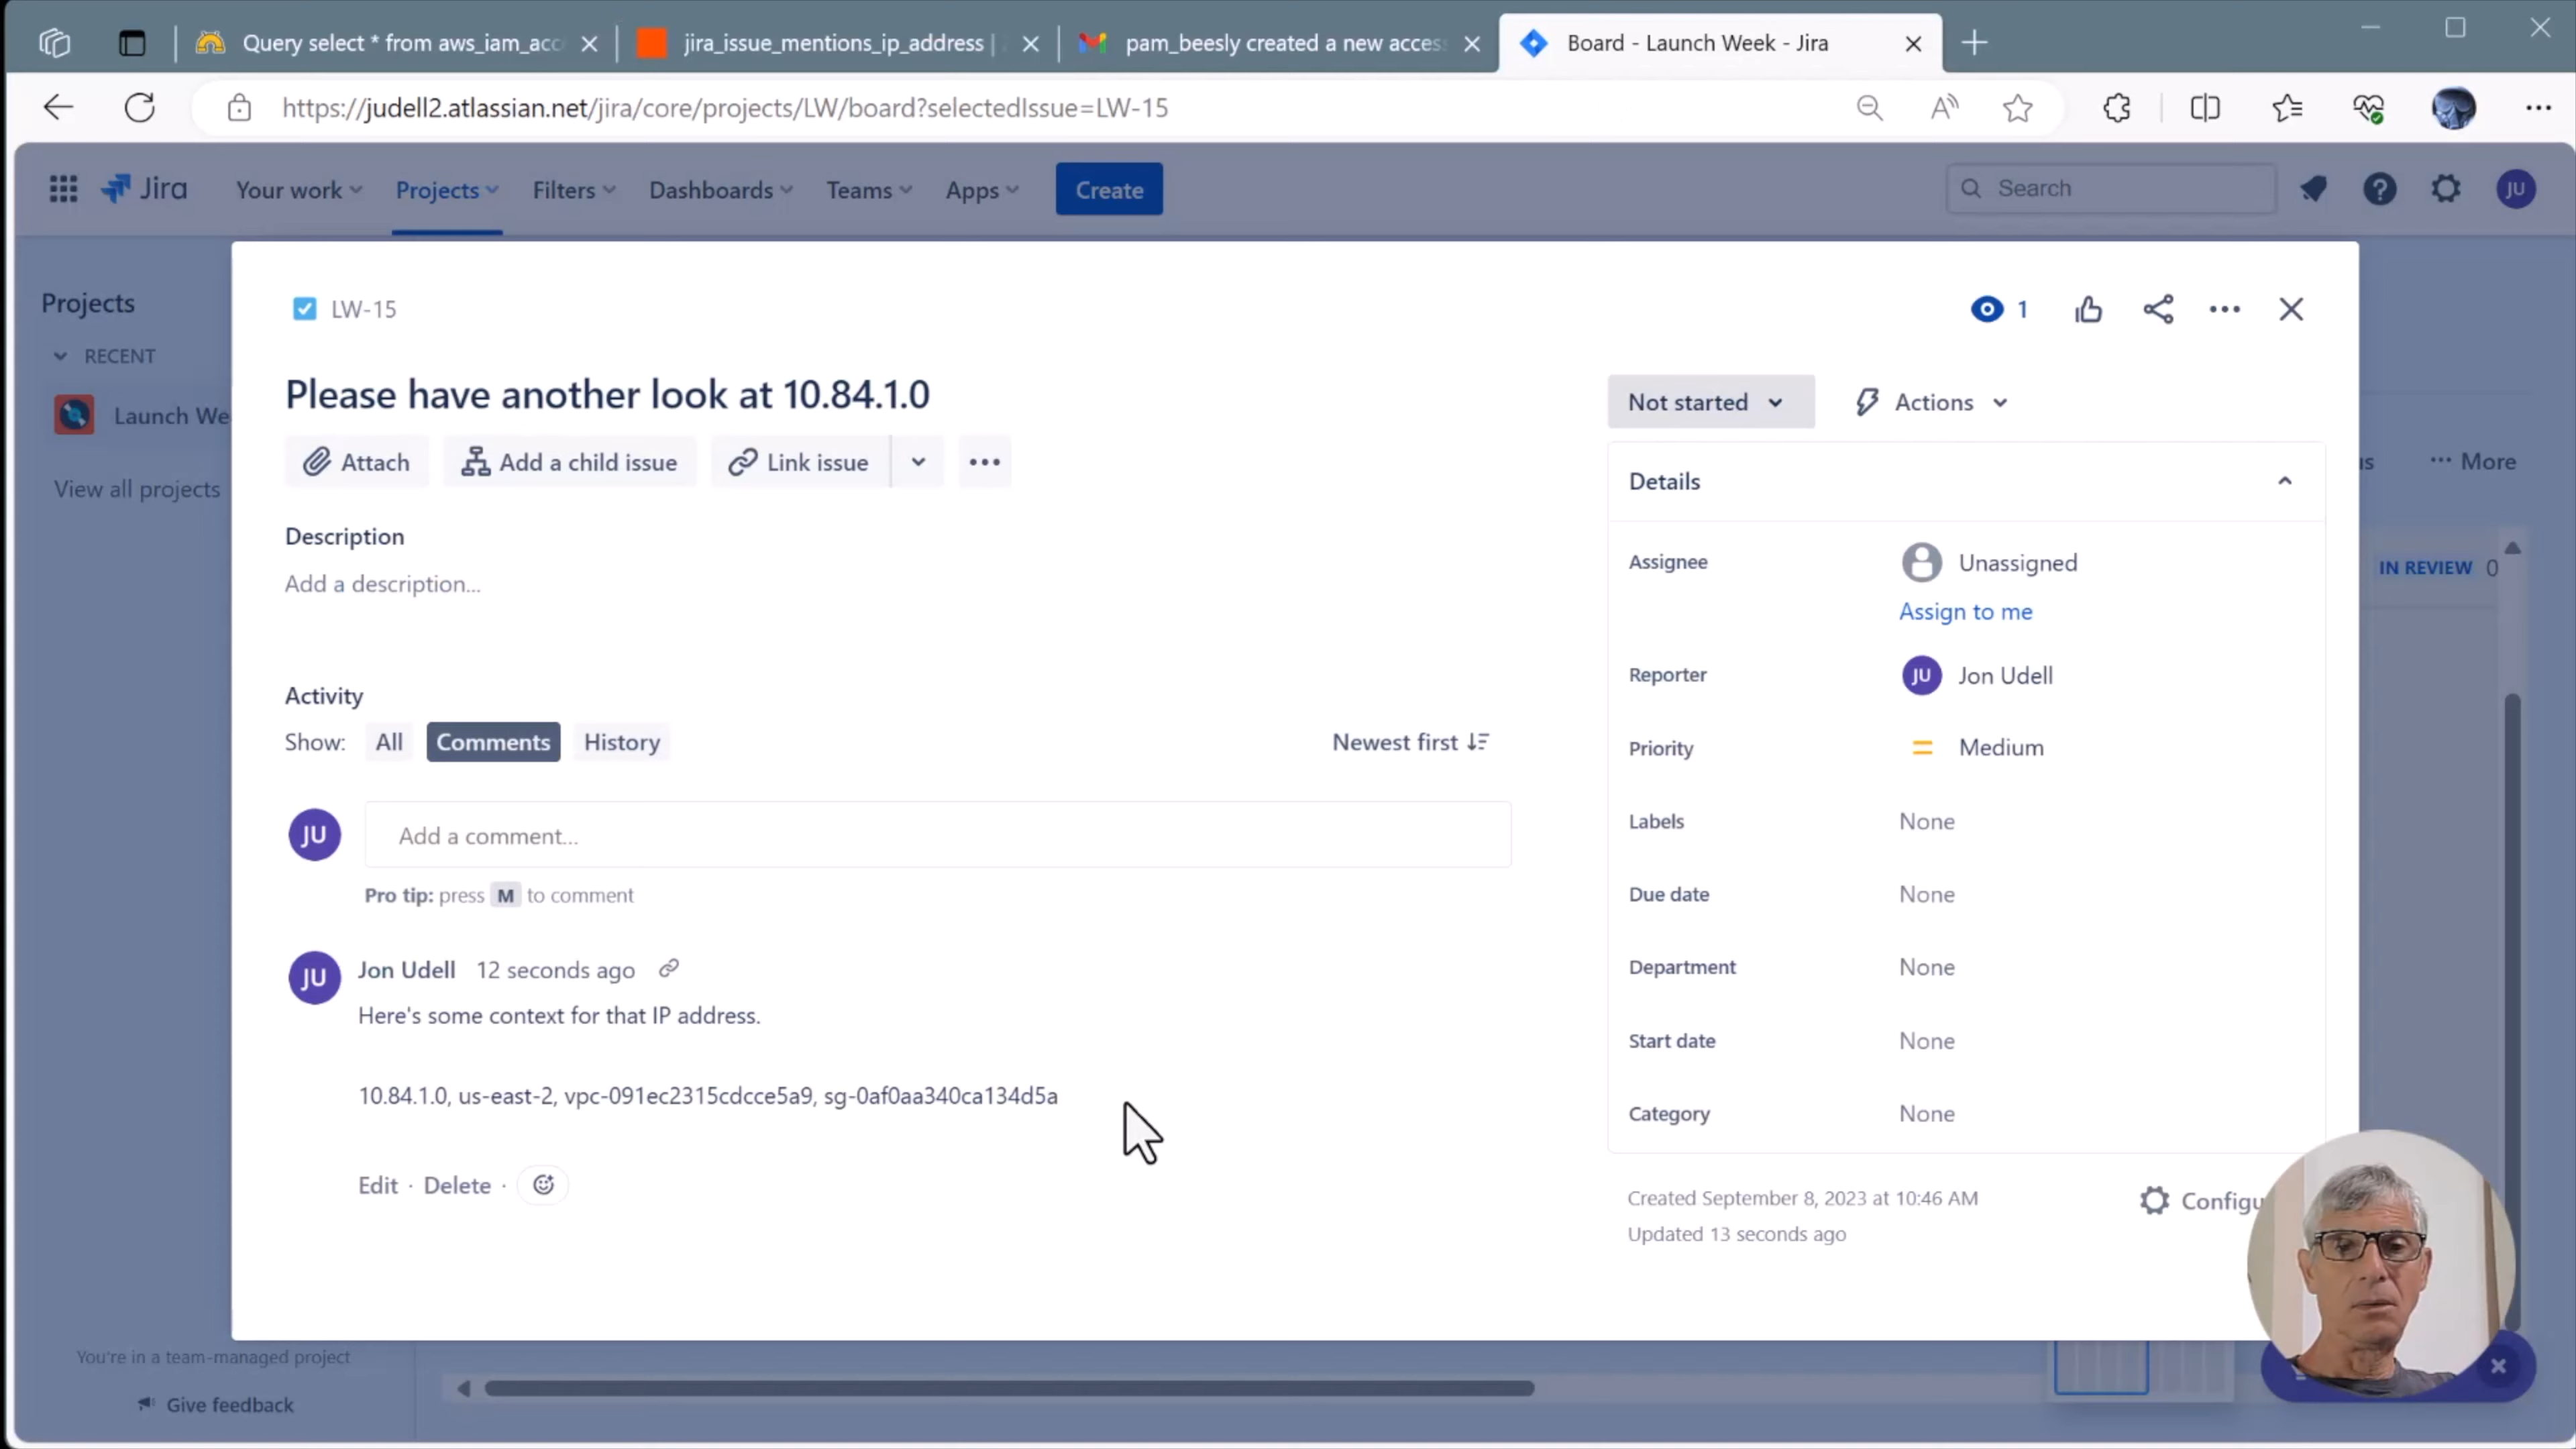 Query select * from aws_iam_acc
jira_issue_mentions_ip_address |
pam_beesly created a new access
Board - Launch Week - Jira
https://judell2.atlassian.net/jira/core/projects/LW/board?selectedIssue=LW-15
Jira
Your work
Projects
Filters
Dashboards
Teams
Apps
Create
Search
JU
Projects
RECENT
Launch We
View all projects
LW-15
1
Please have another look at 10.84.1.0
Attach
Add a child issue
Link issue
Description
Add a description...
Activity
Show: All Comments History
Newest first
JU
Add a comment...
Pro tip: press M to comment
JU
Jon Udell 12 seconds ago
Here's some context for that IP address.
10.84.1.0, us-east-2, vpc-091ec2315cdcce5a9, sg-0af0aa340ca134d5a
Edit · Delete ·
Not started
Actions
Details
Assignee
Unassigned
Assign to me
Reporter
JU Jon Udell
Priority
Medium
Labels
None
Due date
None
Department
None
Start date
None
Category
None
Created September 8, 2023 at 10:46 AM
Updated 13 seconds ago
Configu
More
IN REVIEW 0
You're in a team-managed project
Give feedback